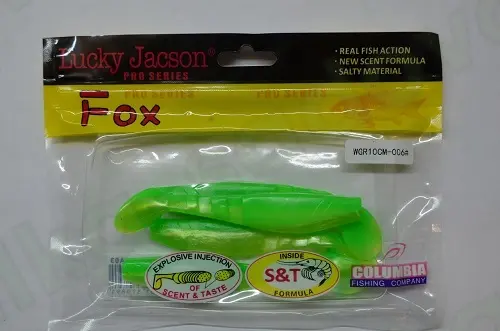 Lucky Jacson®
PRO SERIES
· REAL FISH ACTION
· NEW SCENT FORMULA
· SALTY MATERIAL
PRO SERIES
PRO SERIES
Fox
WGR10CM-006#
EXPLOSIVE INJECTION
OF
SCENT & TASTE
INSIDE
S&T
FORMULA
COLUMBIA
FISHING COMPANY